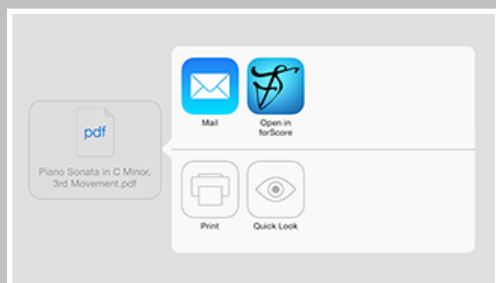 Mail
Open in
forScore
pdf
Piano Sonata in C Minor,
3rd Movement.pdf
Print
Quick Look